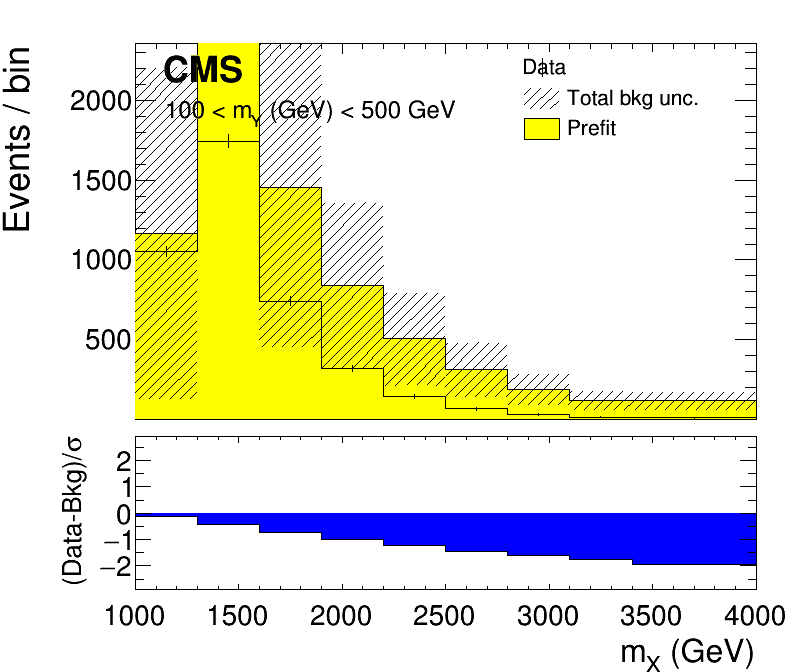 CMS
100 < m_Y (GeV) < 500 GeV
Data
Total bkg unc.
Prefit
Events / bin
2000
1500
1000
500
(Data-Bkg)/σ
2
1
0
−1
−2
1000 1500 2000 2500 3000 3500 4000
m_X (GeV)